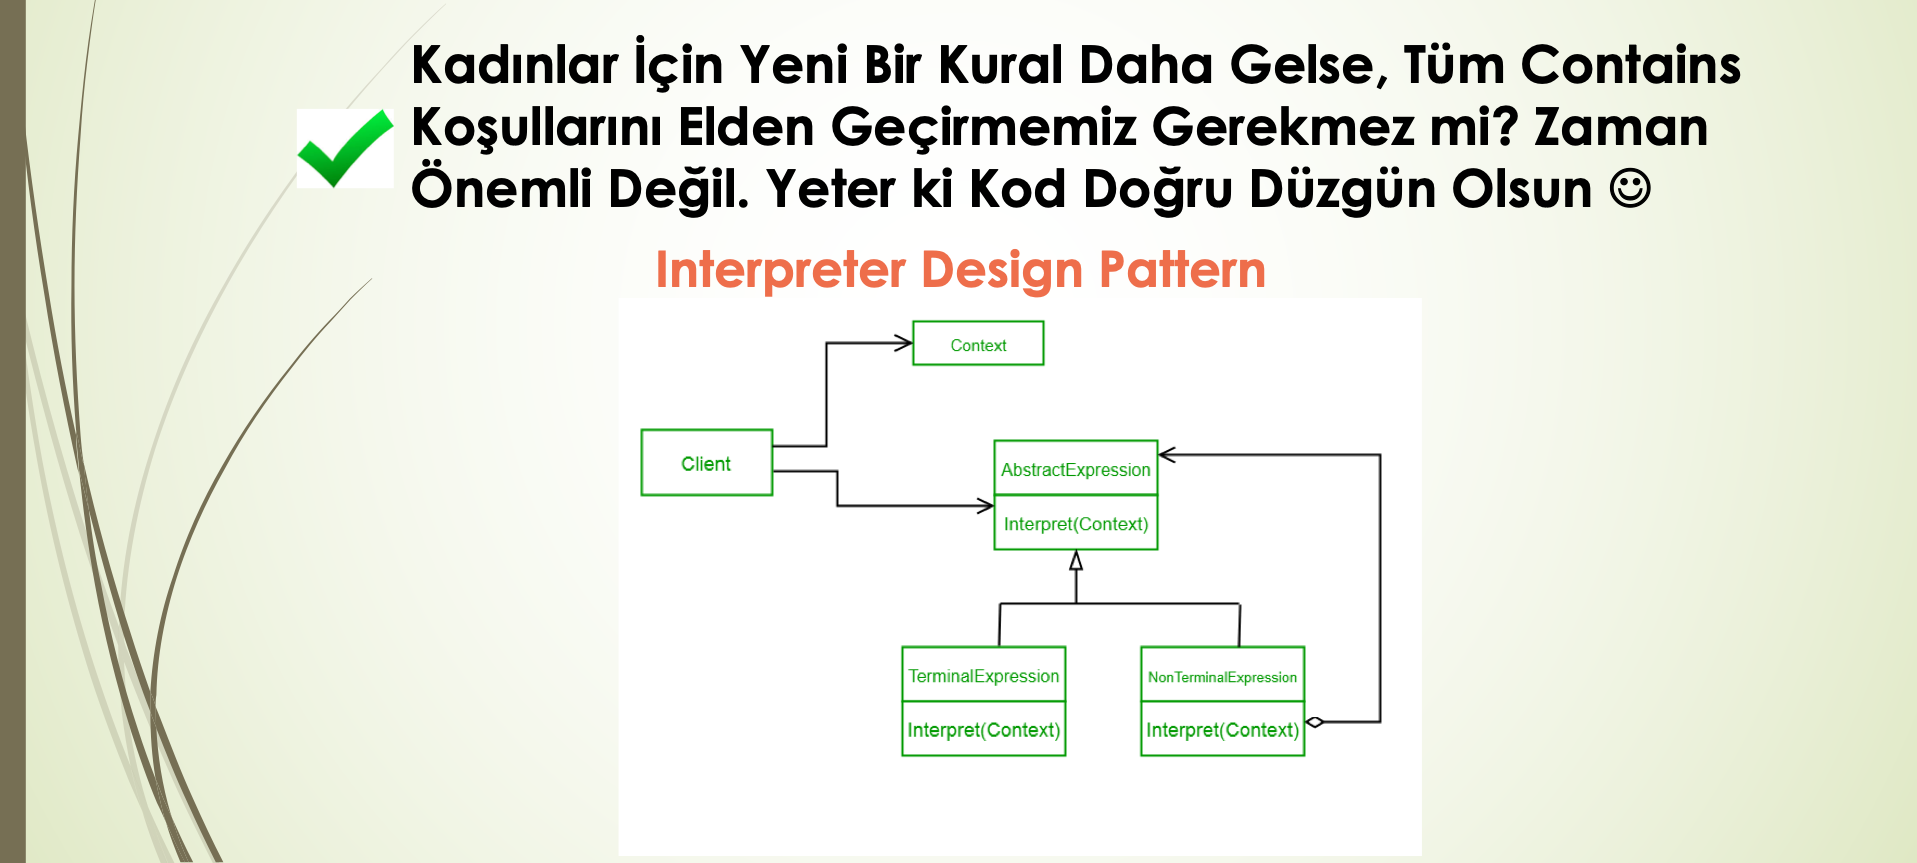 Kadınlar İçin Yeni Bir Kural Daha Gelse, Tüm Contains
Koşullarını Elden Geçirmemiz Gerekmez mi? Zaman
Önemli Değil. Yeter ki Kod Doğru Düzgün Olsun ☺
Interpreter Design Pattern
Context
Client
AbstractExpression
Interpret(Context)
TerminalExpression
Interpret(Context)
NonTerminalExpression
Interpret(Context)